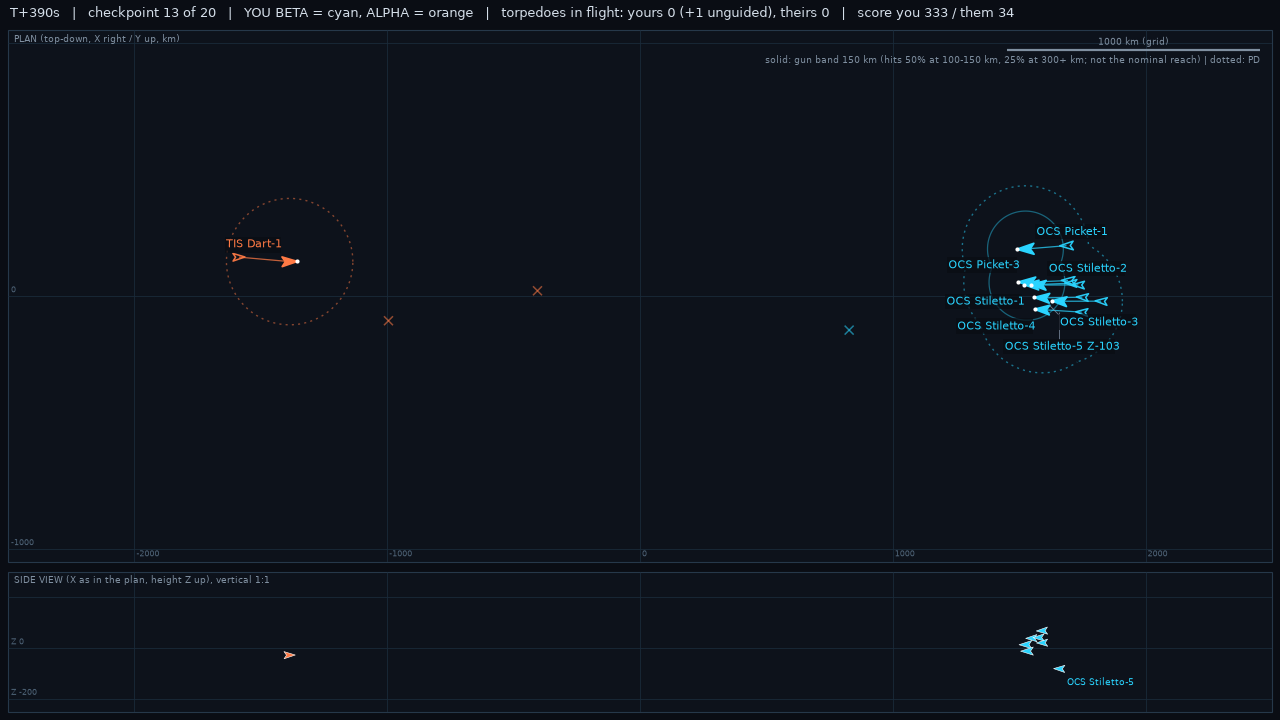 T+390s | checkpoint 13 of 20 | YOU BETA = cyan, ALPHA = orange | torpedoes in flight: yours 0 (+1 unguided), theirs 0 | score you 333 / them 34
PLAN (top-down, X right / Y up, km)
1000 km (grid)
solid: gun band 150 km (hits 50% at 100-150 km, 25% at 300+ km; not the nominal reach) | dotted: PD
OCS Picket-1
TIS Dart-1
OCS Picket-3
OCS Stiletto-2
0
OCS Stiletto-1
OCS Stiletto-4
OCS Stiletto-3
OCS Stiletto-5 Z-103
-1000
-2000
-1000
0
1000
2000
SIDE VIEW (X as in the plan, height Z up), vertical 1:1
Z 0
OCS Stiletto-5
Z -200